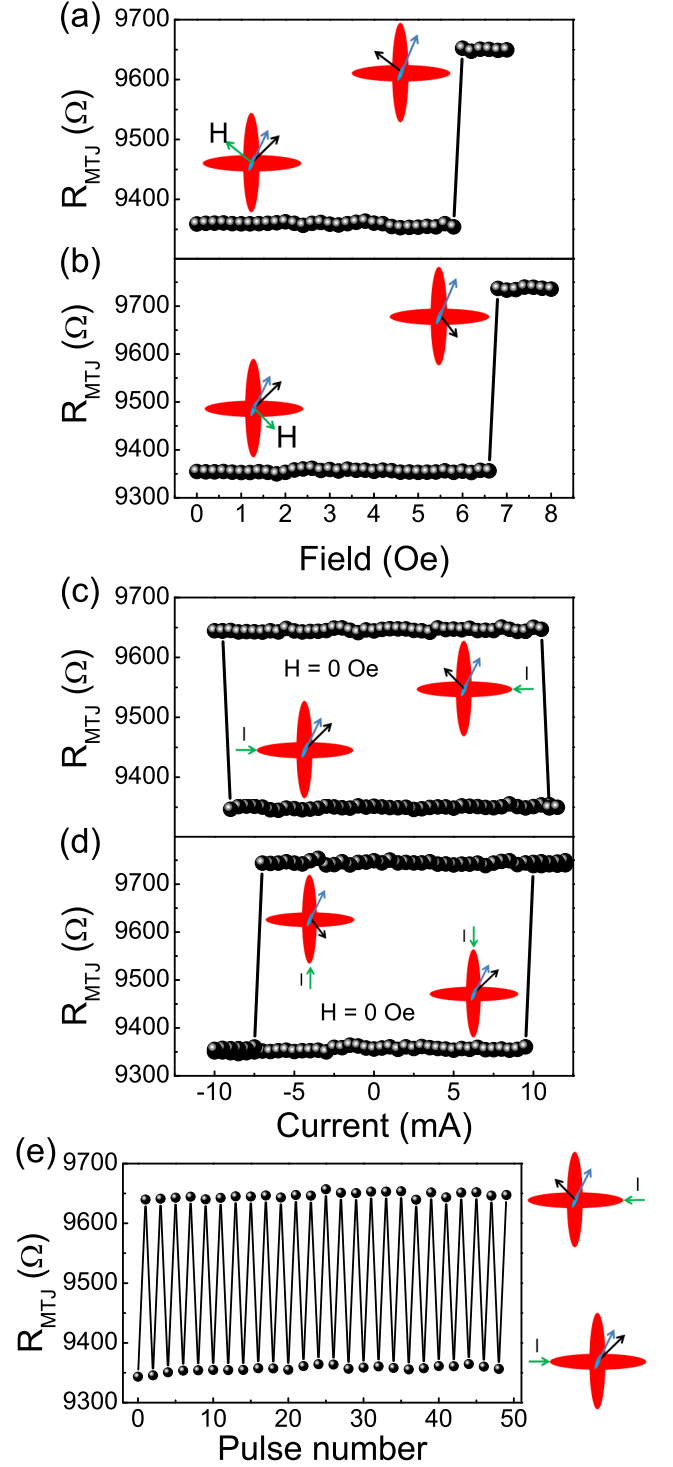 (a)
9700
9600
9500
9400
R_MTJ (Ω)
H
(b)
9700
9600
9500
9400
9300
R_MTJ (Ω)
H
0 1 2 3 4 5 6 7 8
Field (Oe)
(c)
9700
9600
9500
9400
R_MTJ (Ω)
H = 0 Oe
I
I
(d)
9700
9600
9500
9400
9300
R_MTJ (Ω)
I
I
H = 0 Oe
-10 -5 0 5 10
Current (mA)
(e)
9700
9600
9500
9400
9300
R_MTJ (Ω)
I
I
0 10 20 30 40 50
Pulse number